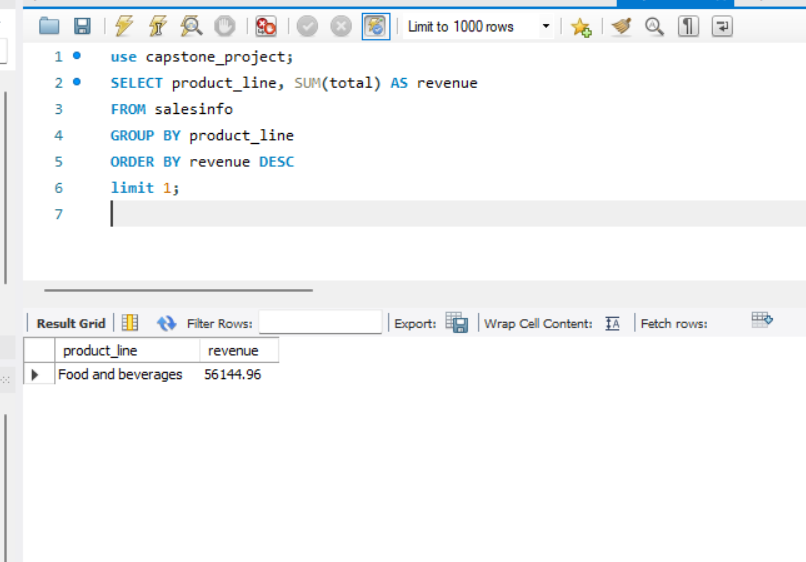 Limit to 1000 rows
1 use capstone_project;
2 SELECT product_line, SUM(total) AS revenue
3 FROM salesinfo
4 GROUP BY product_line
5 ORDER BY revenue DESC
6 limit 1;
7
Result Grid Filter Rows: Export: Wrap Cell Content: Fetch rows:
product_line revenue
Food and beverages 56144.96